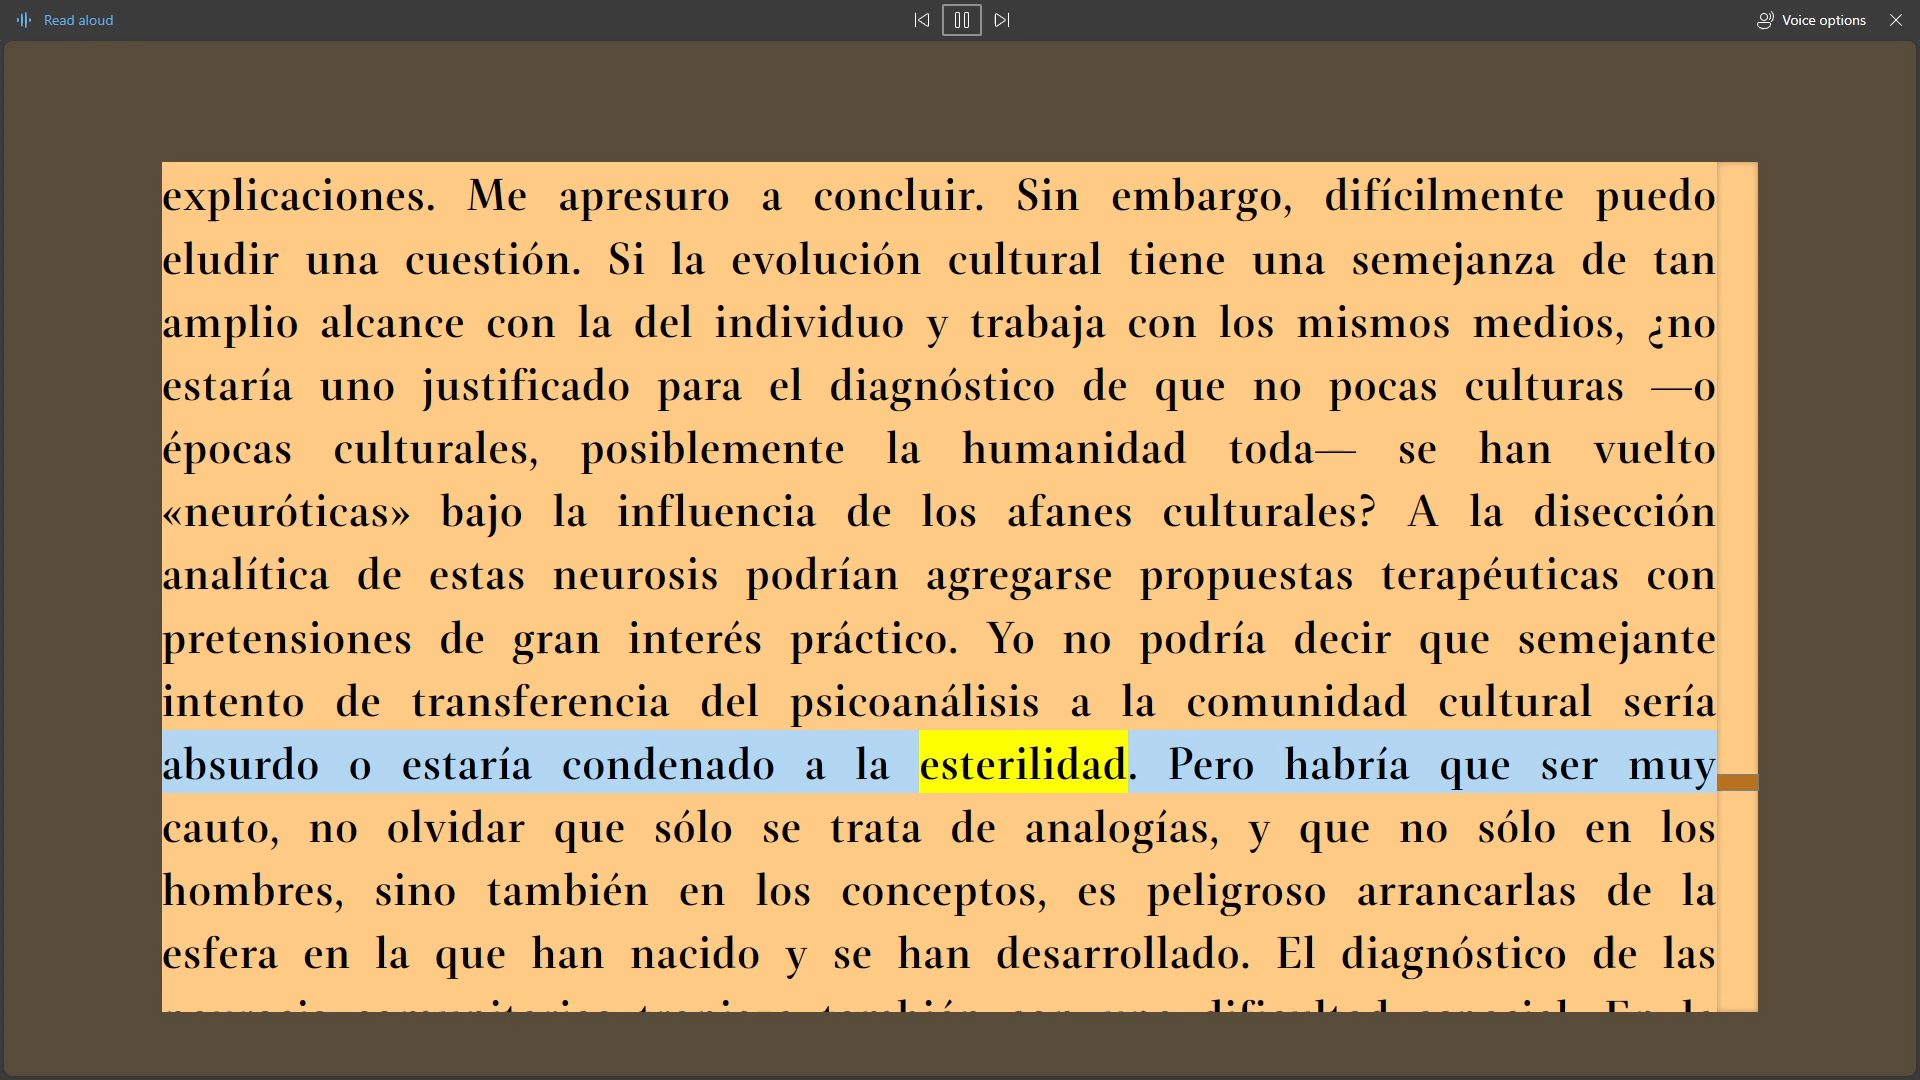 Read aloud
Voice options
explicaciones. Me apresuro a concluir. Sin embargo, difícilmente puedo
eludir una cuestión. Si la evolución cultural tiene una semejanza de tan
amplio alcance con la del individuo y trabaja con los mismos medios, ¿no
estaría uno justificado para el diagnóstico de que no pocas culturas —o
épocas culturales, posiblemente la humanidad toda— se han vuelto
«neuróticas» bajo la influencia de los afanes culturales? A la disección
analítica de estas neurosis podrían agregarse propuestas terapéuticas con
pretensiones de gran interés práctico. Yo no podría decir que semejante
intento de transferencia del psicoanálisis a la comunidad cultural sería
absurdo o estaría condenado a la esterilidad. Pero habría que ser muy
cauto, no olvidar que sólo se trata de analogías, y que no sólo en los
hombres, sino también en los conceptos, es peligroso arrancarlas de la
esfera en la que han nacido y se han desarrollado. El diagnóstico de las